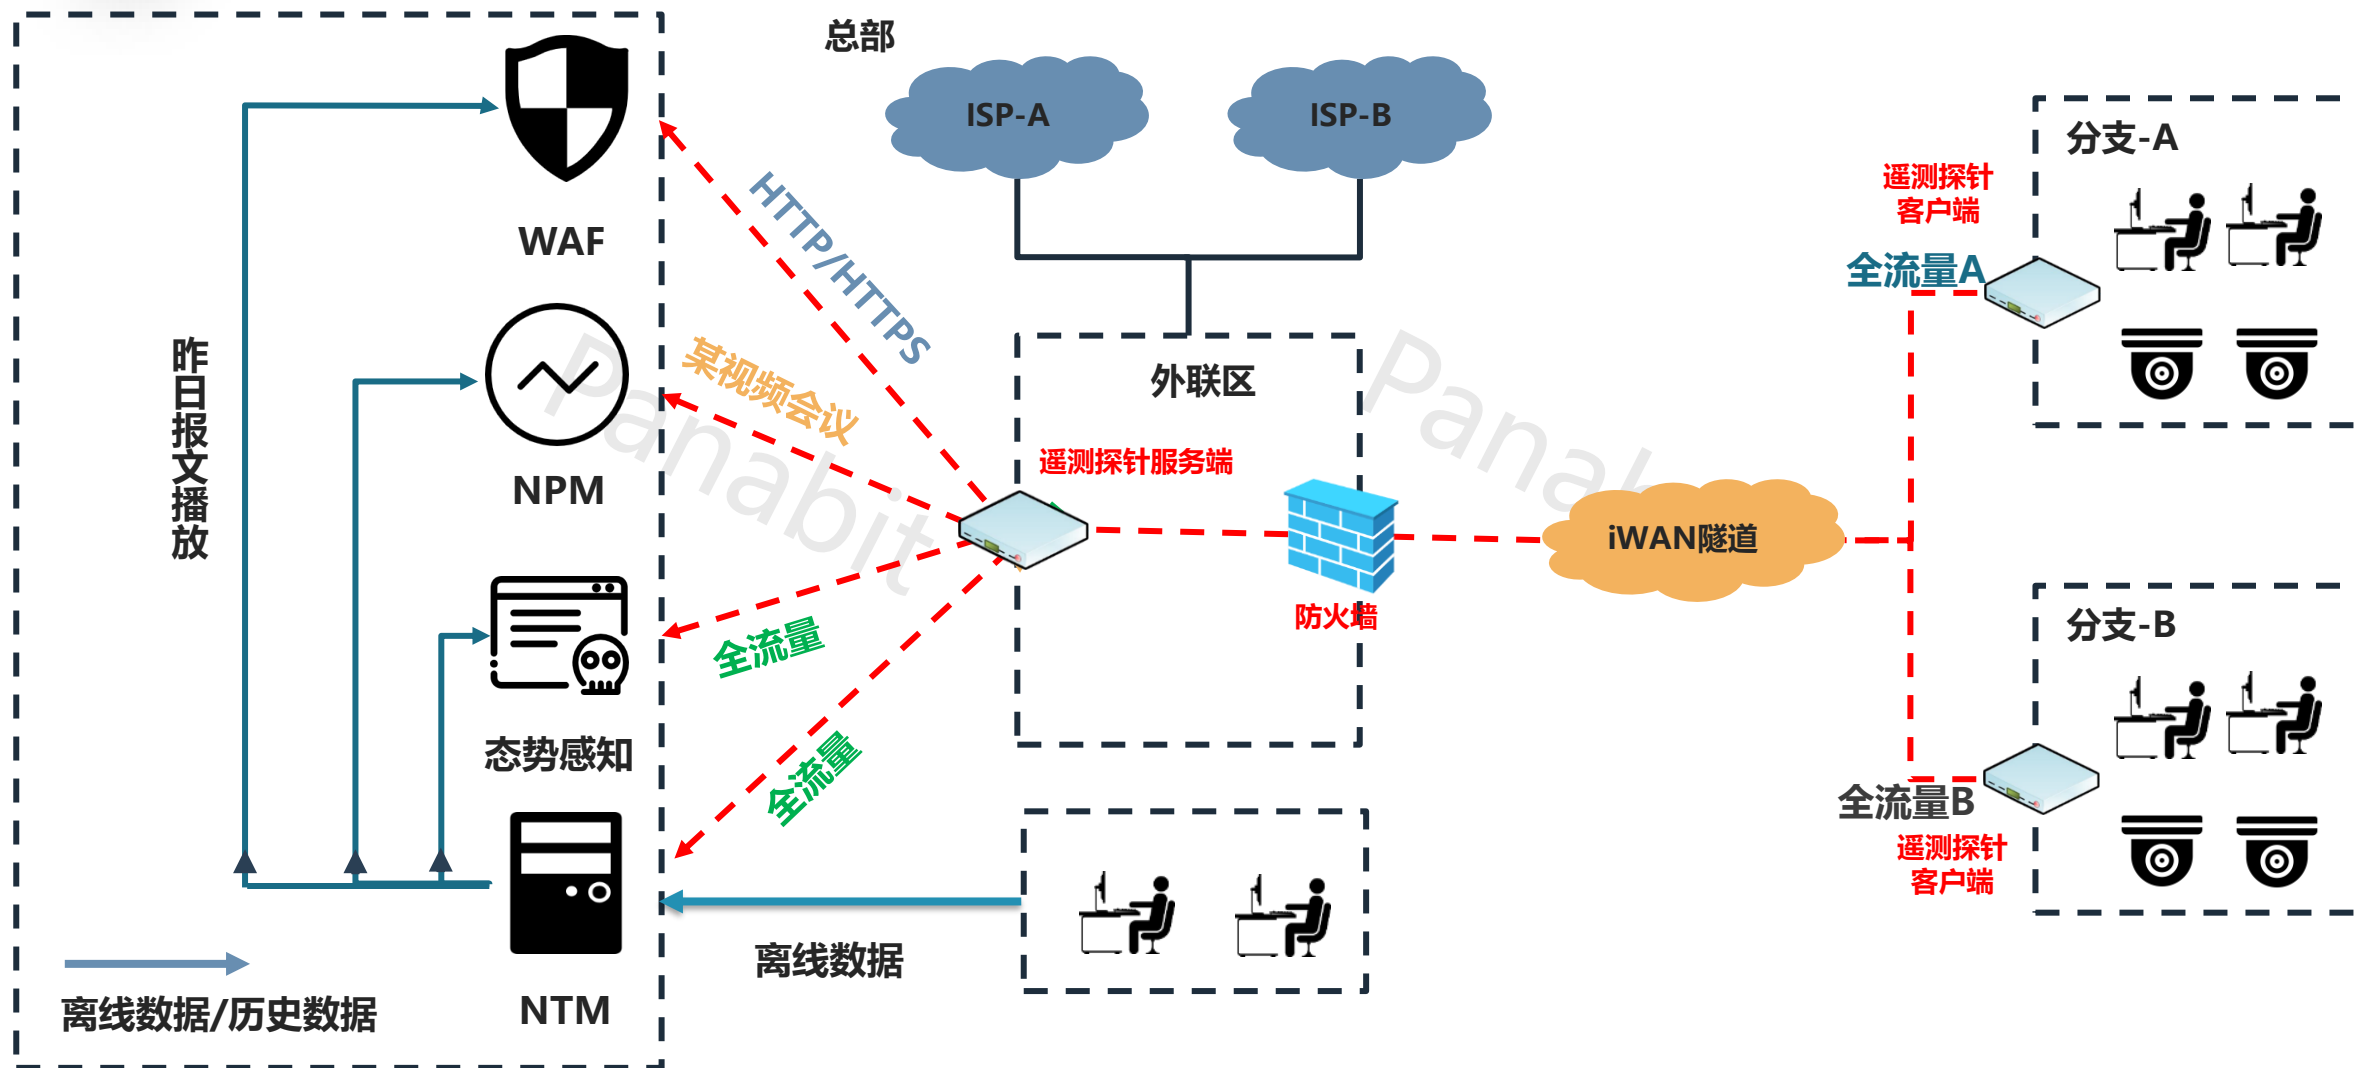 总部
WAF
NPM
态势感知
NTM
昨日报文播放
离线数据/历史数据
HTTP/HTTPS
某视频会议
全流量
全流量
离线数据
ISP-A
ISP-B
外联区
遥测探针服务端
防火墙
iWAN隧道
分支-A
遥测探针
客户端
全流量A
分支-B
全流量B
遥测探针
客户端
Panabit
Panab